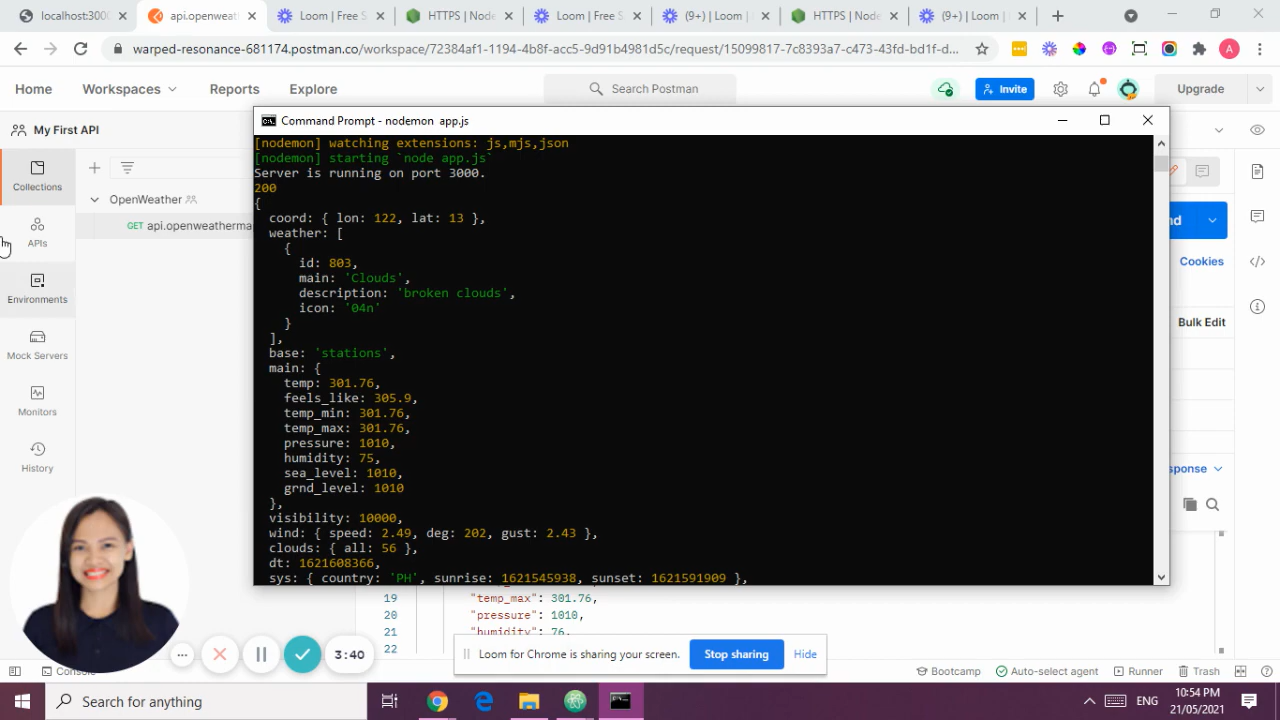 localhost:3000
api.openweath
Loom | Free S
HTTPS | Node
Loom | Free S
(9+) | Loom |
HTTPS | Node
(9+) | Loom |
warped-resonance-681174.postman.co/workspace/72384af1-1194-4b8f-acc5-9d91b4981d5c/request/15099817-7c8393a7-c473-43fd-bd1f-d...
A
Home
Workspaces
Reports
Explore
Search Postman
Invite
Upgrade
My First API
Command Prompt - nodemon app.js
Collections
APIs
Environments
Mock Servers
Monitors
History
OpenWeather
GET api.openweatherma
[nodemon] watching extensions: js,mjs,json
[nodemon] starting `node app.js`
Server is running on port 3000.
200
{
coord: { lon: 122, lat: 13 },
weather: [
{
id: 803,
main: 'Clouds',
description: 'broken clouds',
icon: '04n'
}
],
base: 'stations',
main: {
temp: 301.76,
feels_like: 305.9,
temp_min: 301.76,
temp_max: 301.76,
pressure: 1010,
humidity: 75,
sea_level: 1010,
grnd_level: 1010
},
visibility: 10000,
wind: { speed: 2.49, deg: 202, gust: 2.43 },
clouds: { all: 56 },
dt: 1621608366,
sys: { country: 'PH', sunrise: 1621545938, sunset: 1621591909 },
nd
Cookies
Bulk Edit
sponse
19 "temp_max": 301.76,
20 "pressure": 1010,
21 "humidity": 76,
22
3:40
Loom for Chrome is sharing your screen.
Stop sharing
Hide
Conso
Bootcamp
Auto-select agent
Runner
Trash
Search for anything
ENG
10:54 PM
21/05/2021